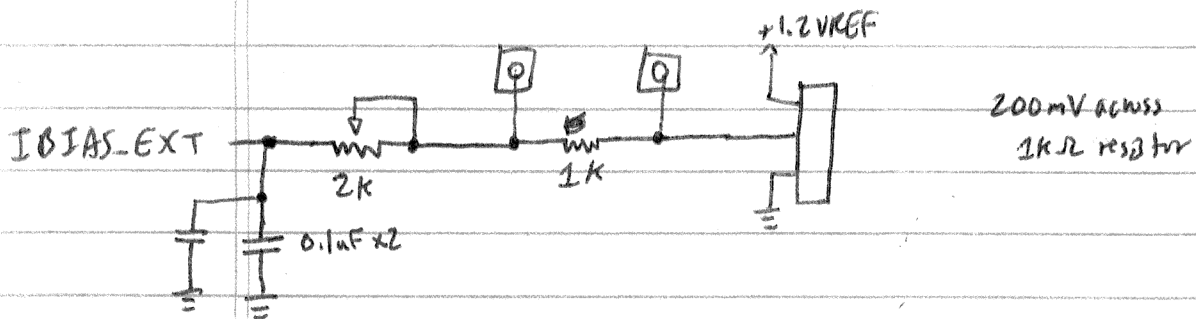 +1.2VREF
200mV across
1KΩ resistor
IBIAS_EXT
2K
1K
0.1uF x2